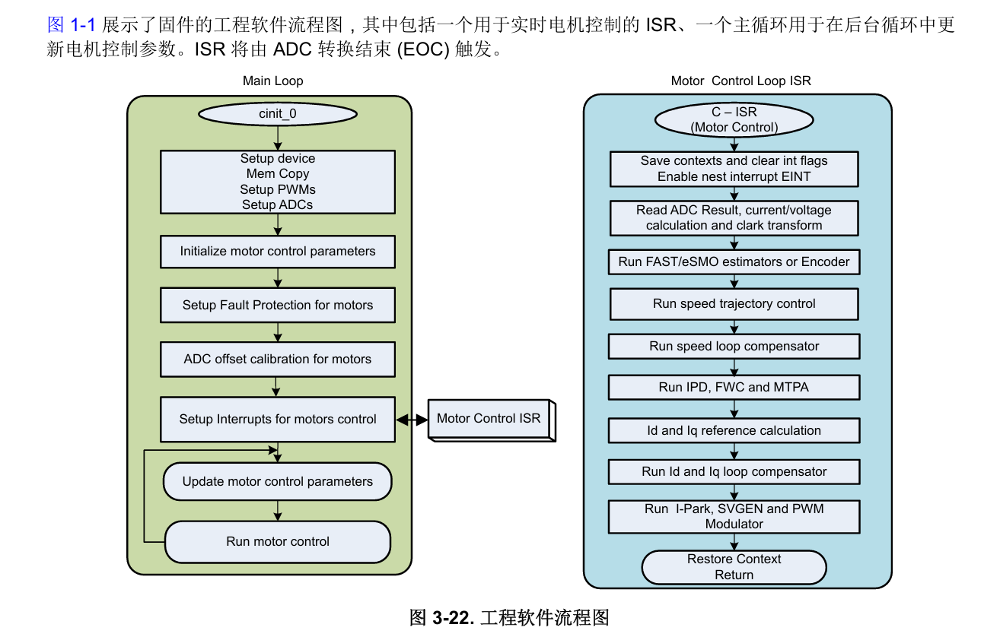 图 1-1 展示了固件的工程软件流程图，其中包括一个用于实时电机控制的 ISR、一个主循环用于在后台循环中更
新电机控制参数。ISR 将由 ADC 转换结束 (EOC) 触发。
Main Loop
cinit_0
Setup device
Mem Copy
Setup PWMs
Setup ADCs
Initialize motor control parameters
Setup Fault Protection for motors
ADC offset calibration for motors
Setup Interrupts for motors control
Motor Control ISR
Update motor control parameters
Run motor control
Motor Control Loop ISR
C – ISR
(Motor Control)
Save contexts and clear int flags
Enable nest interrupt EINT
Read ADC Result, current/voltage
calculation and clark transform
Run FAST/eSMO estimators or Encoder
Run speed trajectory control
Run speed loop compensator
Run IPD, FWC and MTPA
Id and Iq reference calculation
Run Id and Iq loop compensator
Run I-Park, SVGEN and PWM
Modulator
Restore Context
Return
图 3-22. 工程软件流程图